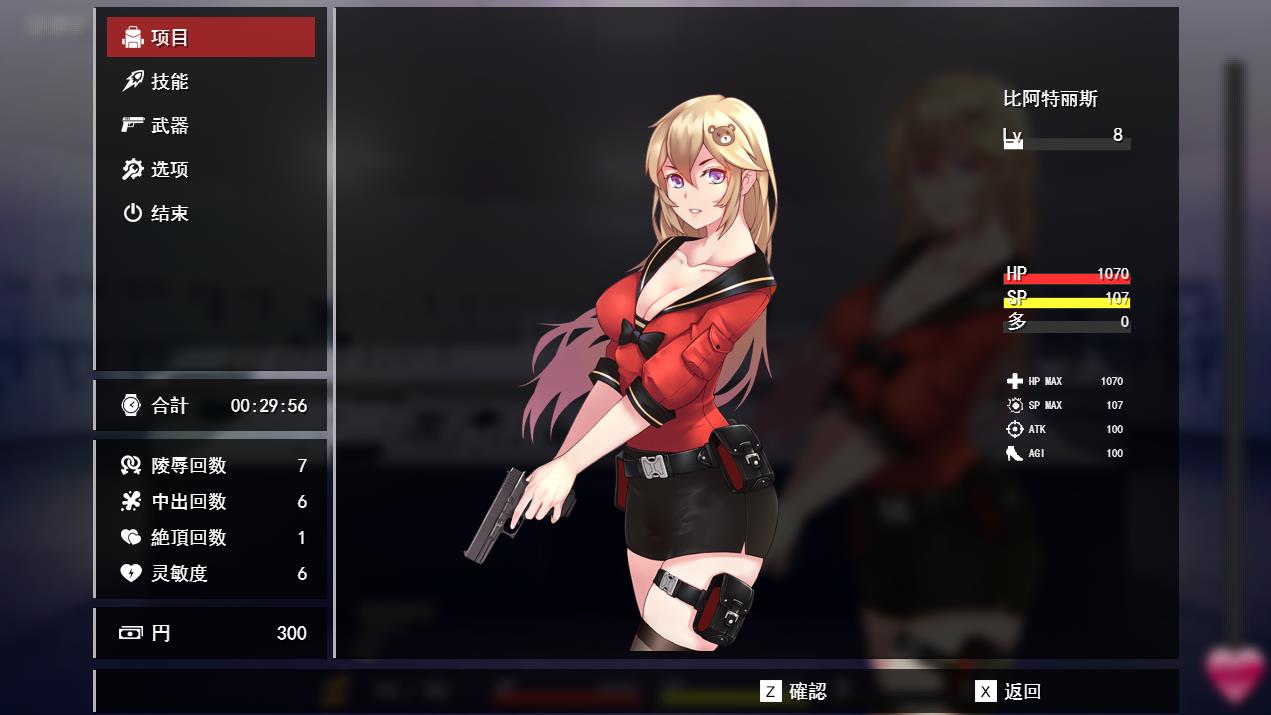 项目
技能
武器
选项
结束
合計 00:29:56
陵辱回数 7
中出回数 6
絶頂回数 1
灵敏度 6
円 300
比阿特丽斯
Lv 8
HP 1070
SP 107
多 0
HP MAX 1070
SP MAX 107
ATK 100
AGI 100
Z 確認 X 返回